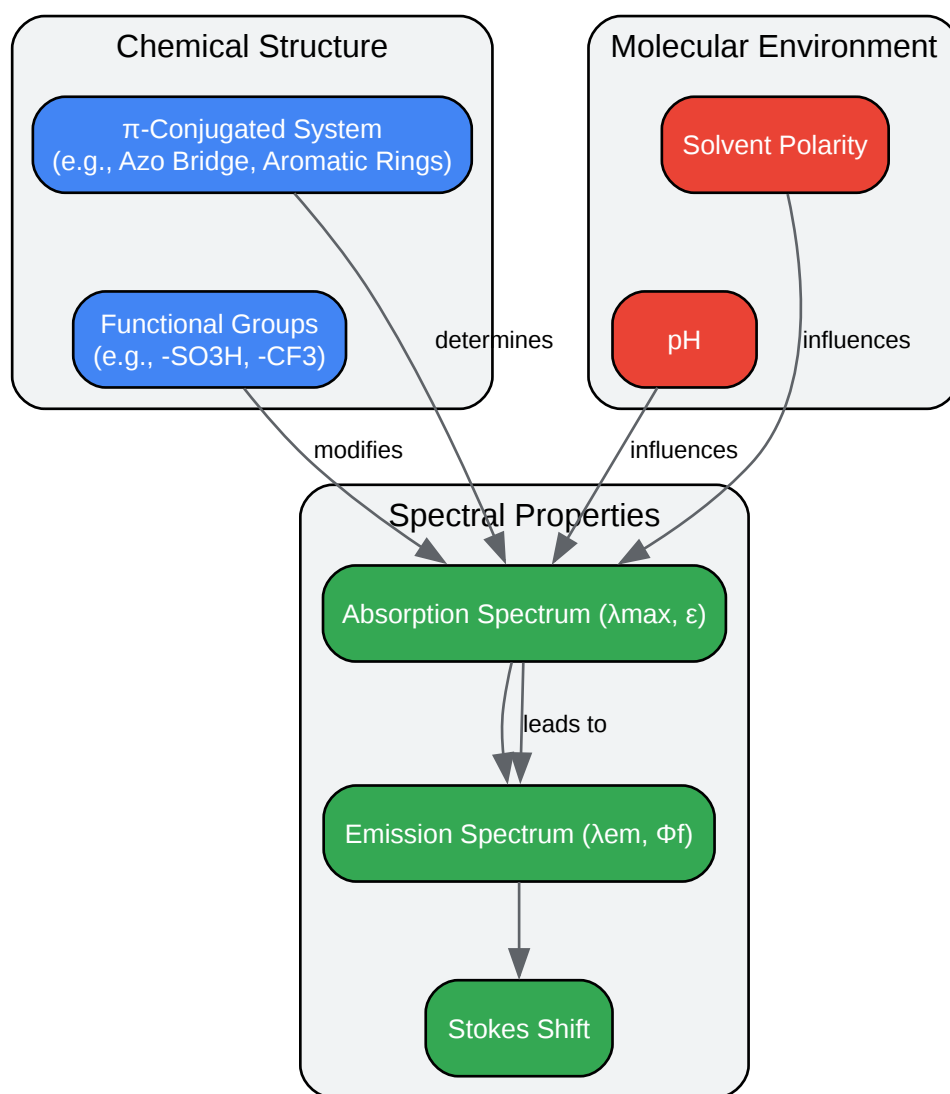 Chemical Structure
π-Conjugated System
(e.g., Azo Bridge, Aromatic Rings)
Functional Groups
(e.g., -SO3H, -CF3)
Molecular Environment
Solvent Polarity
pH
determines
influences
modifies
influences
Spectral Properties
Absorption Spectrum (λmax, ε)
leads to
Emission Spectrum (λem, Φf)
Stokes Shift